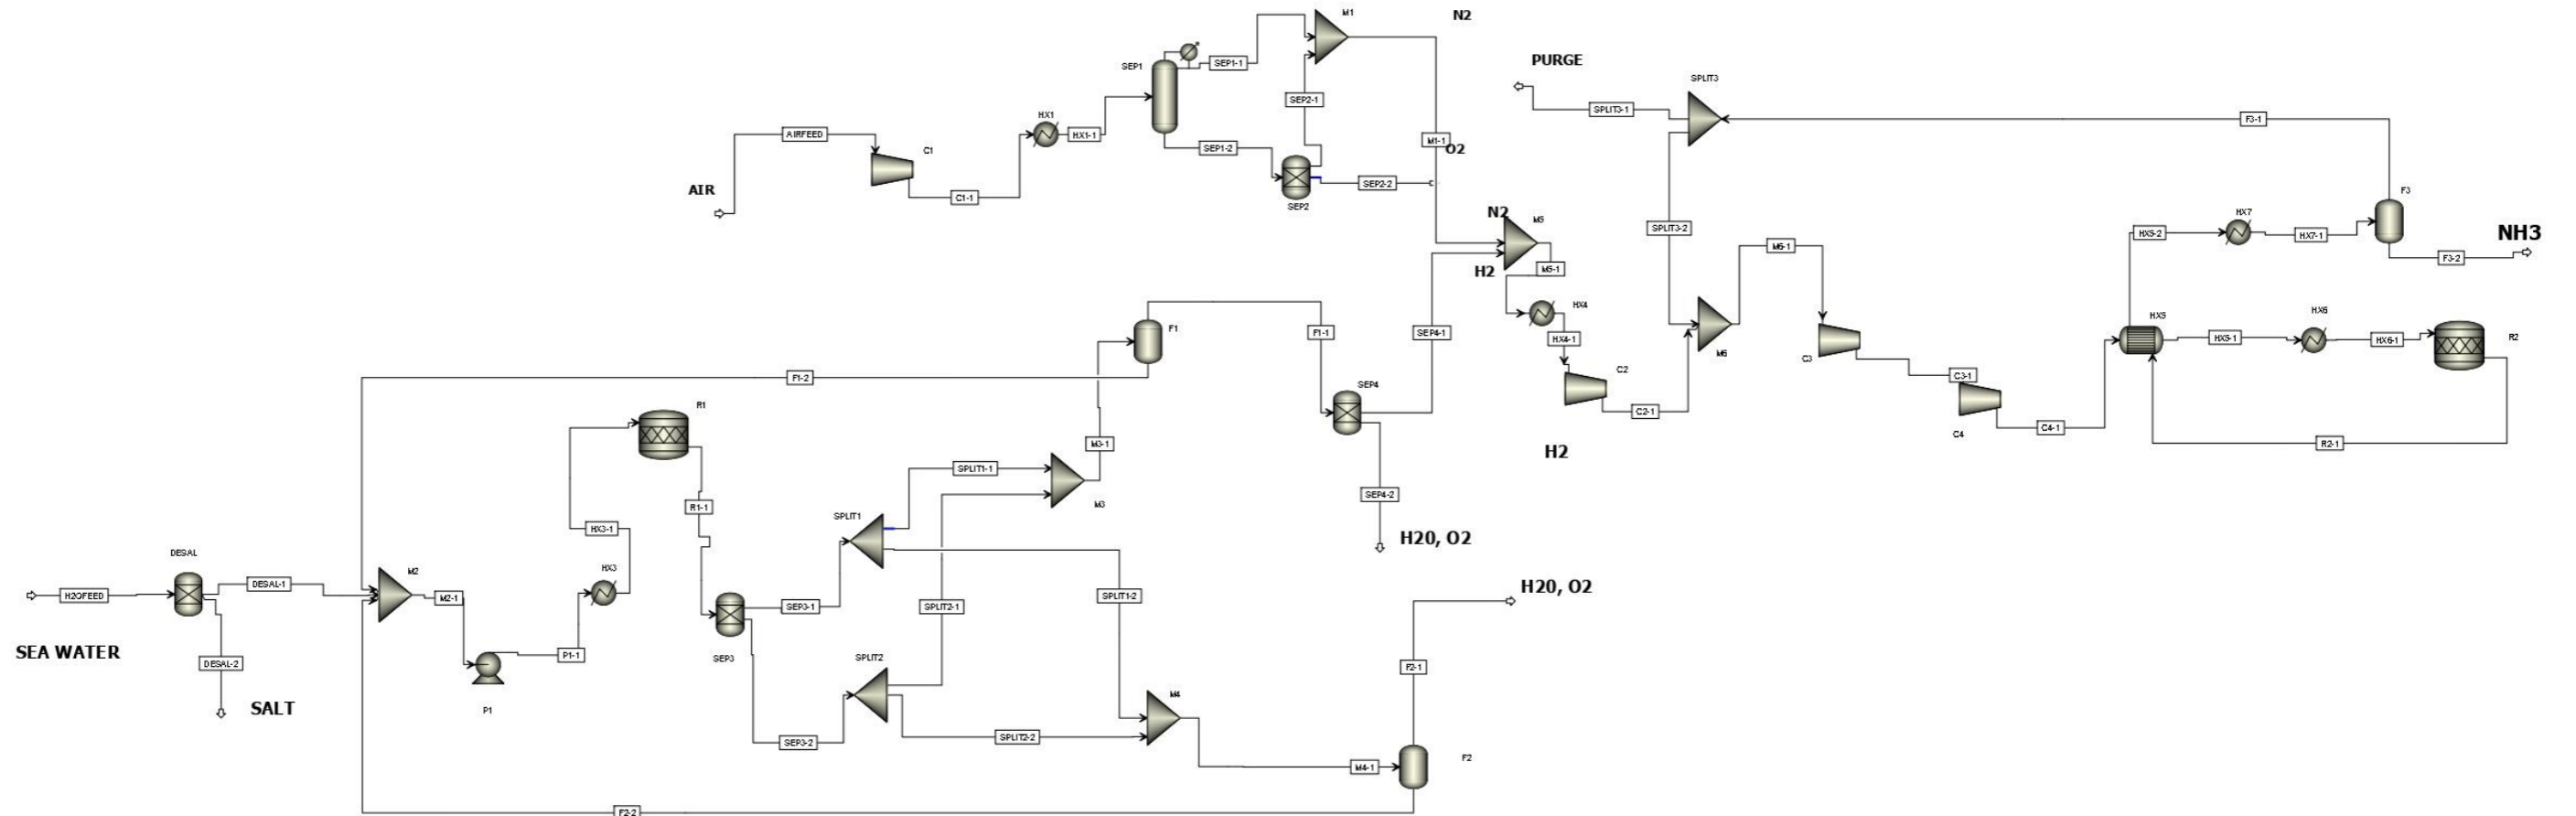 M1
N2
PURGE
SEP1
SEP1-1
SPLIT3
SEP2-1
SPLIT3-1
F3-1
HX1
AIRFEED
HX1-1
C1
SEP1-2
M1-1
O2
AIR
C1-1
SEP2-2
SEP2
F3
N2
M5
SPLIT3-2
HX7
HX5-2
HX7-1
NH3
M6-1
F3-2
H2
M5-1
HX4
HX4-1
F1
F1-1
SEP4-1
HX5
HX6
HX5-1
HX6-1
R2
M6
C3
C2
C3-1
F1-2
SEP4
R1
C2-1
C4-1
C4
M3-1
R2-1
H2
SPLIT1-1
SEP4-2
M3
R1-1
SPLIT1
HX3-1
H20, O2
DESAL
M2
HX3
H2OFEED
DESAL-1
M2-1
SPLIT1-2
H20, O2
SEP3-1
SPLIT2-1
SEA WATER
DESAL-2
P1-1
SEP3
SPLIT2
F2-1
SALT
P1
M4
SEP3-2
SPLIT2-2
M4-1
F2
F2-2